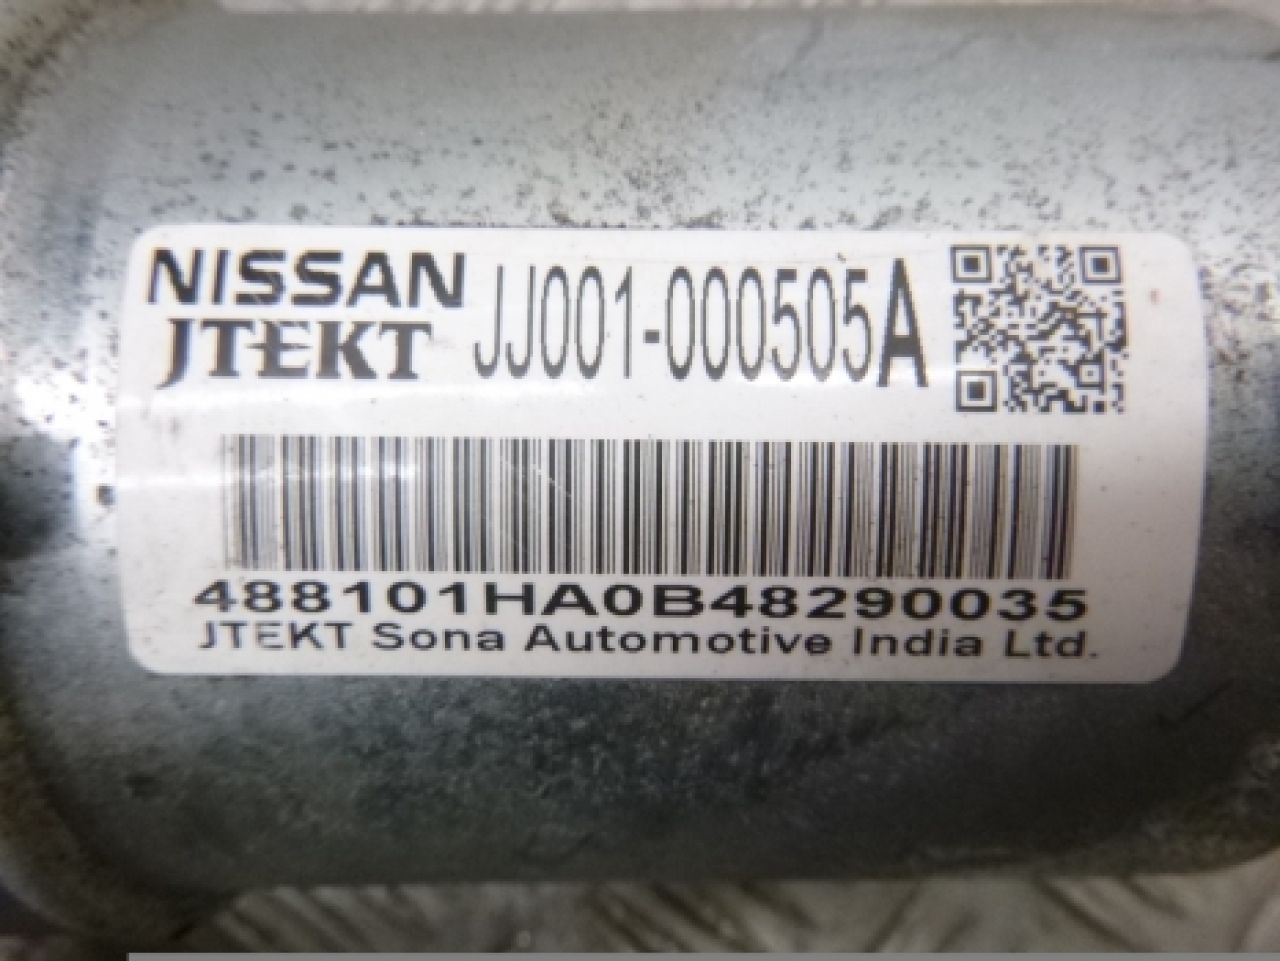 NISSAN
JTEKT
JJ001-000505A
488101HA0B48290035
JTEKT Sona Automotive India Ltd.